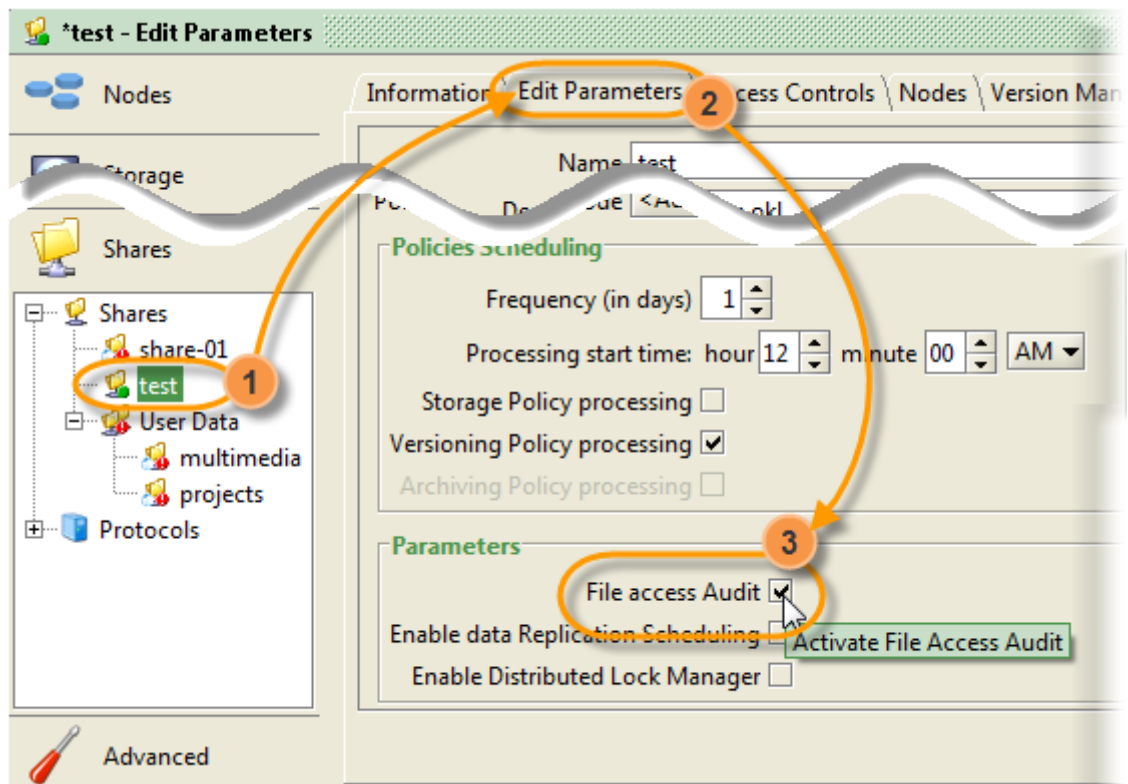 *test - Edit Parameters
Nodes
Storage
Shares
Shares
share-01
test
1
User Data
multimedia
projects
Protocols
Advanced
Information Edit Parameters 2 Controls Nodes Version
Name test
Policies Scheduling
Frequency (in days) 1
Processing start time: hour 12 minute 00 AM
Storage Policy processing
Versioning Policy processing
Archiving Policy processing
Parameters
3
File access Audit
Enable data Replication Scheduling
Activate File Access Audit
Enable Distributed Lock Manager